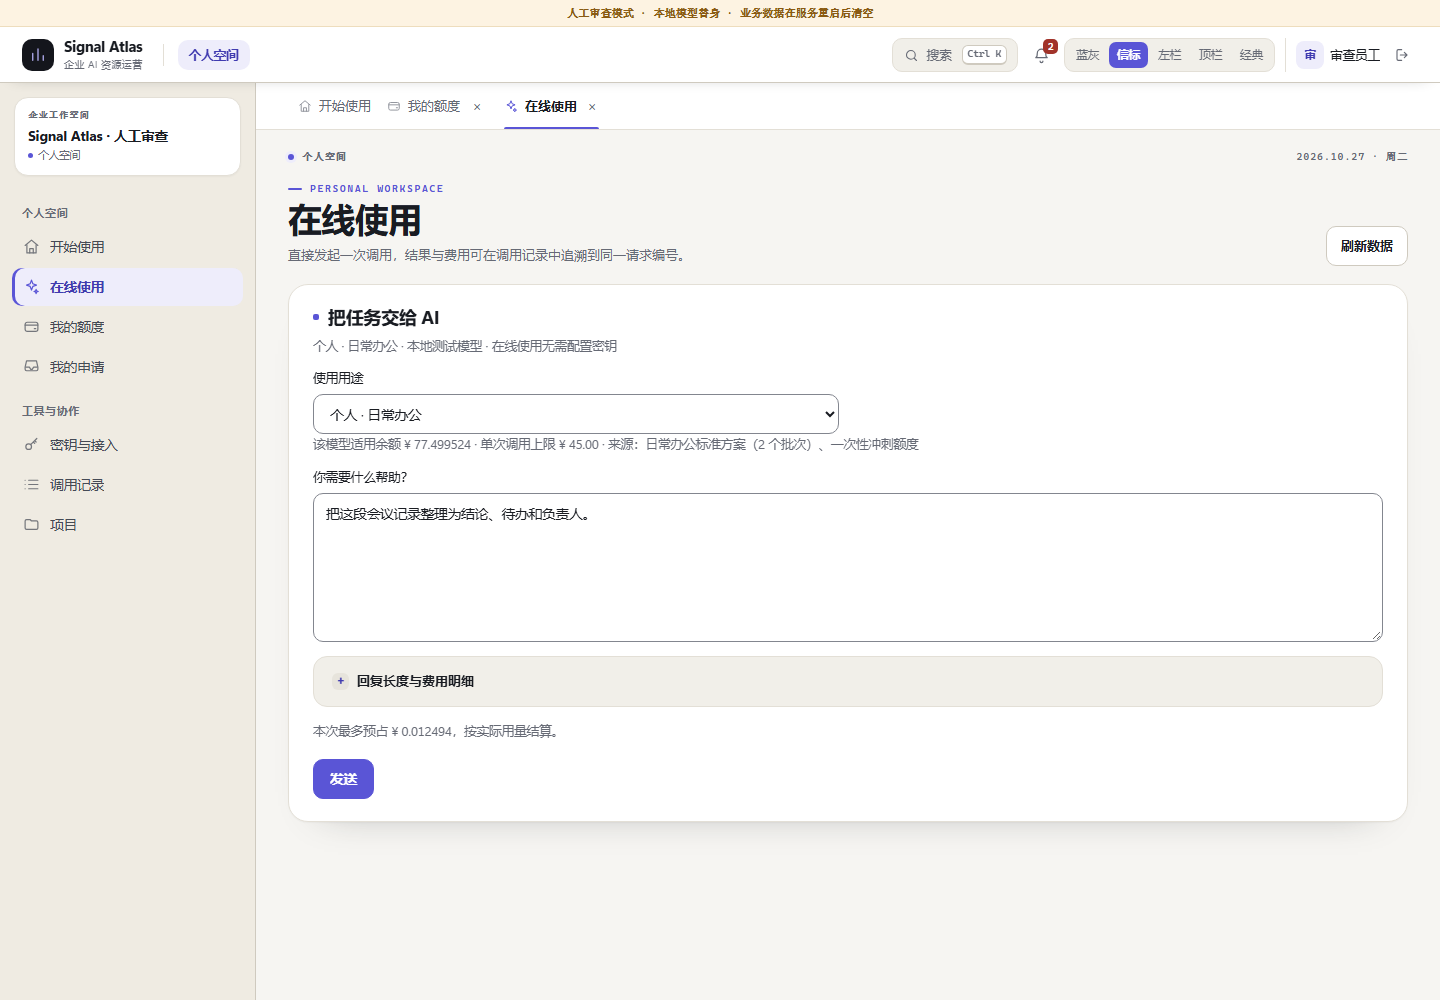 人工审查模式 · 本地模型替身 · 业务数据在服务重启后清空
Signal Atlas
企业 AI 资源运营
个人空间
搜索 Ctrl K
2
蓝灰 信标 左栏 顶栏 经典
审 审查员工
企业工作空间
Signal Atlas · 人工审查
个人空间
个人空间
开始使用
在线使用
我的额度
我的申请
工具与协作
密钥与接入
调用记录
项目
开始使用 我的额度 × 在线使用 ×
个人空间
2026.10.27 · 周二
PERSONAL WORKSPACE
在线使用
直接发起一次调用，结果与费用可在调用记录中追溯到同一请求编号。
刷新数据
把任务交给 AI
个人 · 日常办公 · 本地测试模型 · 在线使用无需配置密钥
使用用途
个人 · 日常办公
该模型适用余额 ¥ 77.499524 · 单次调用上限 ¥ 45.00 · 来源：日常办公标准方案（2 个批次）、一次性冲刺额度
你需要什么帮助？
把这段会议记录整理为结论、待办和负责人。
+ 回复长度与费用明细
本次最多预占 ¥ 0.012494，按实际用量结算。
发送